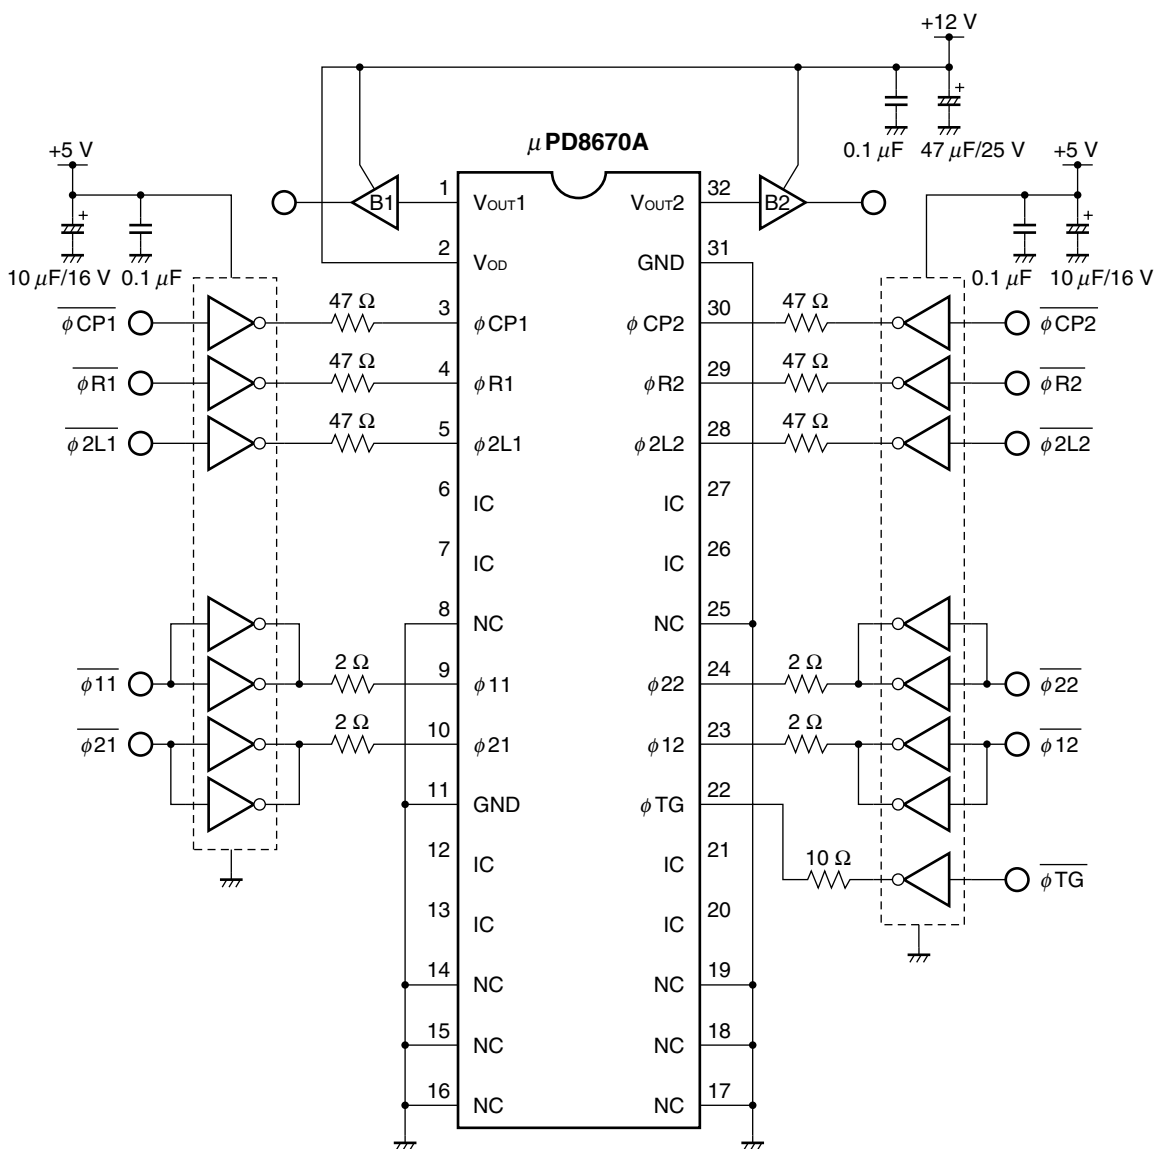 +12 V
0.1 μF 47 μF/25 V
μPD8670A
+5 V
10 μF/16 V 0.1 μF
+5 V
0.1 μF 10 μF/16 V
B1 1 VOUT1 VOUT2 32 B2
2 VOD GND 31
φCP1 47 Ω 3 φCP1 φCP2 30 47 Ω φCP2
φR1 47 Ω 4 φR1 φR2 29 47 Ω φR2
φ2L1 47 Ω 5 φ2L1 φ2L2 28 47 Ω φ2L2
6 IC IC 27
7 IC IC 26
8 NC NC 25
φ11 2 Ω 9 φ11 φ22 24 2 Ω φ22
φ21 2 Ω 10 φ21 φ12 23 2 Ω φ12
11 GND φTG 22
12 IC IC 21 10 Ω φTG
13 IC IC 20
14 NC NC 19
15 NC NC 18
16 NC NC 17